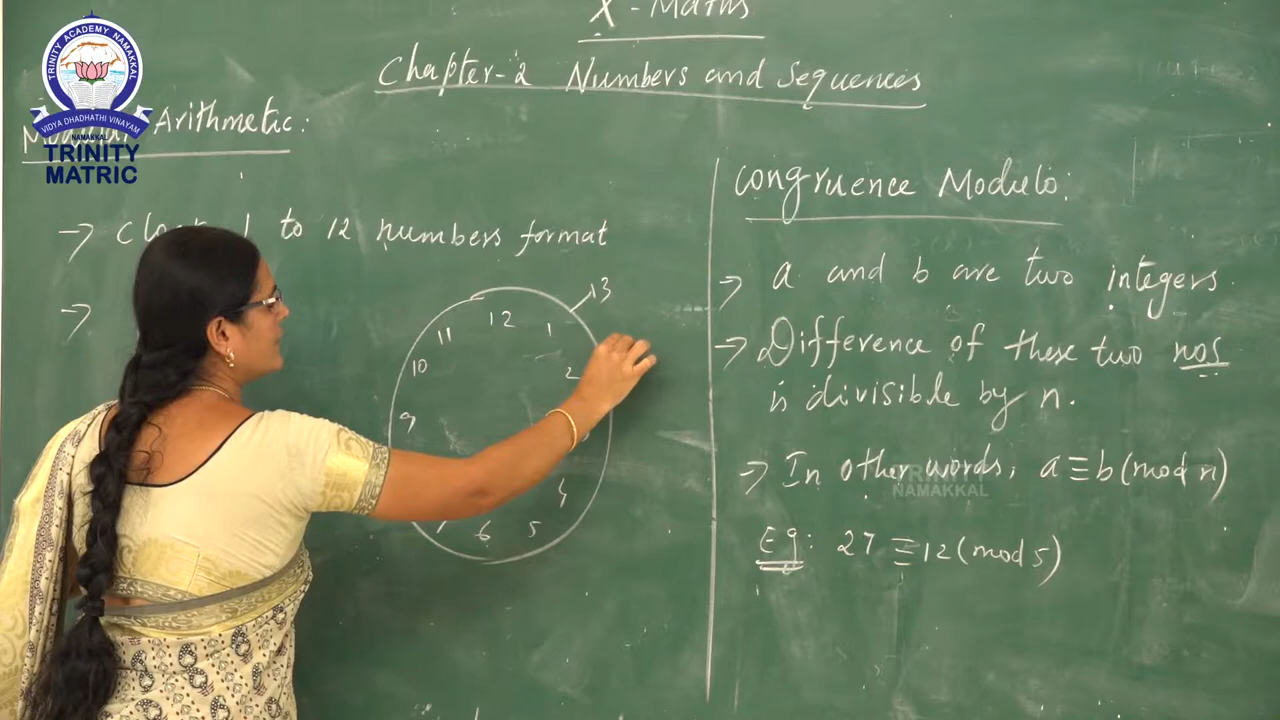 X - Maths
Chapter-2 Numbers and Sequences
TRINITY ACADEMY NAMAKKAL
VIDYA DHADHATHI VINAYAM
NAMAKKAL
TRINITY
MATRIC
Arithmetic:
→ 1 to 12 numbers format
→
13
12
11
1
10
2
9
6
5
Congruence Modulo:
→ a and b are two integers.
→ Difference of these two nos
is divisible by n.
→ In other words, a ≡ b (mod n)
TRINITY
NAMAKKAL
Eg: 27 ≡ 12 (mod 5)